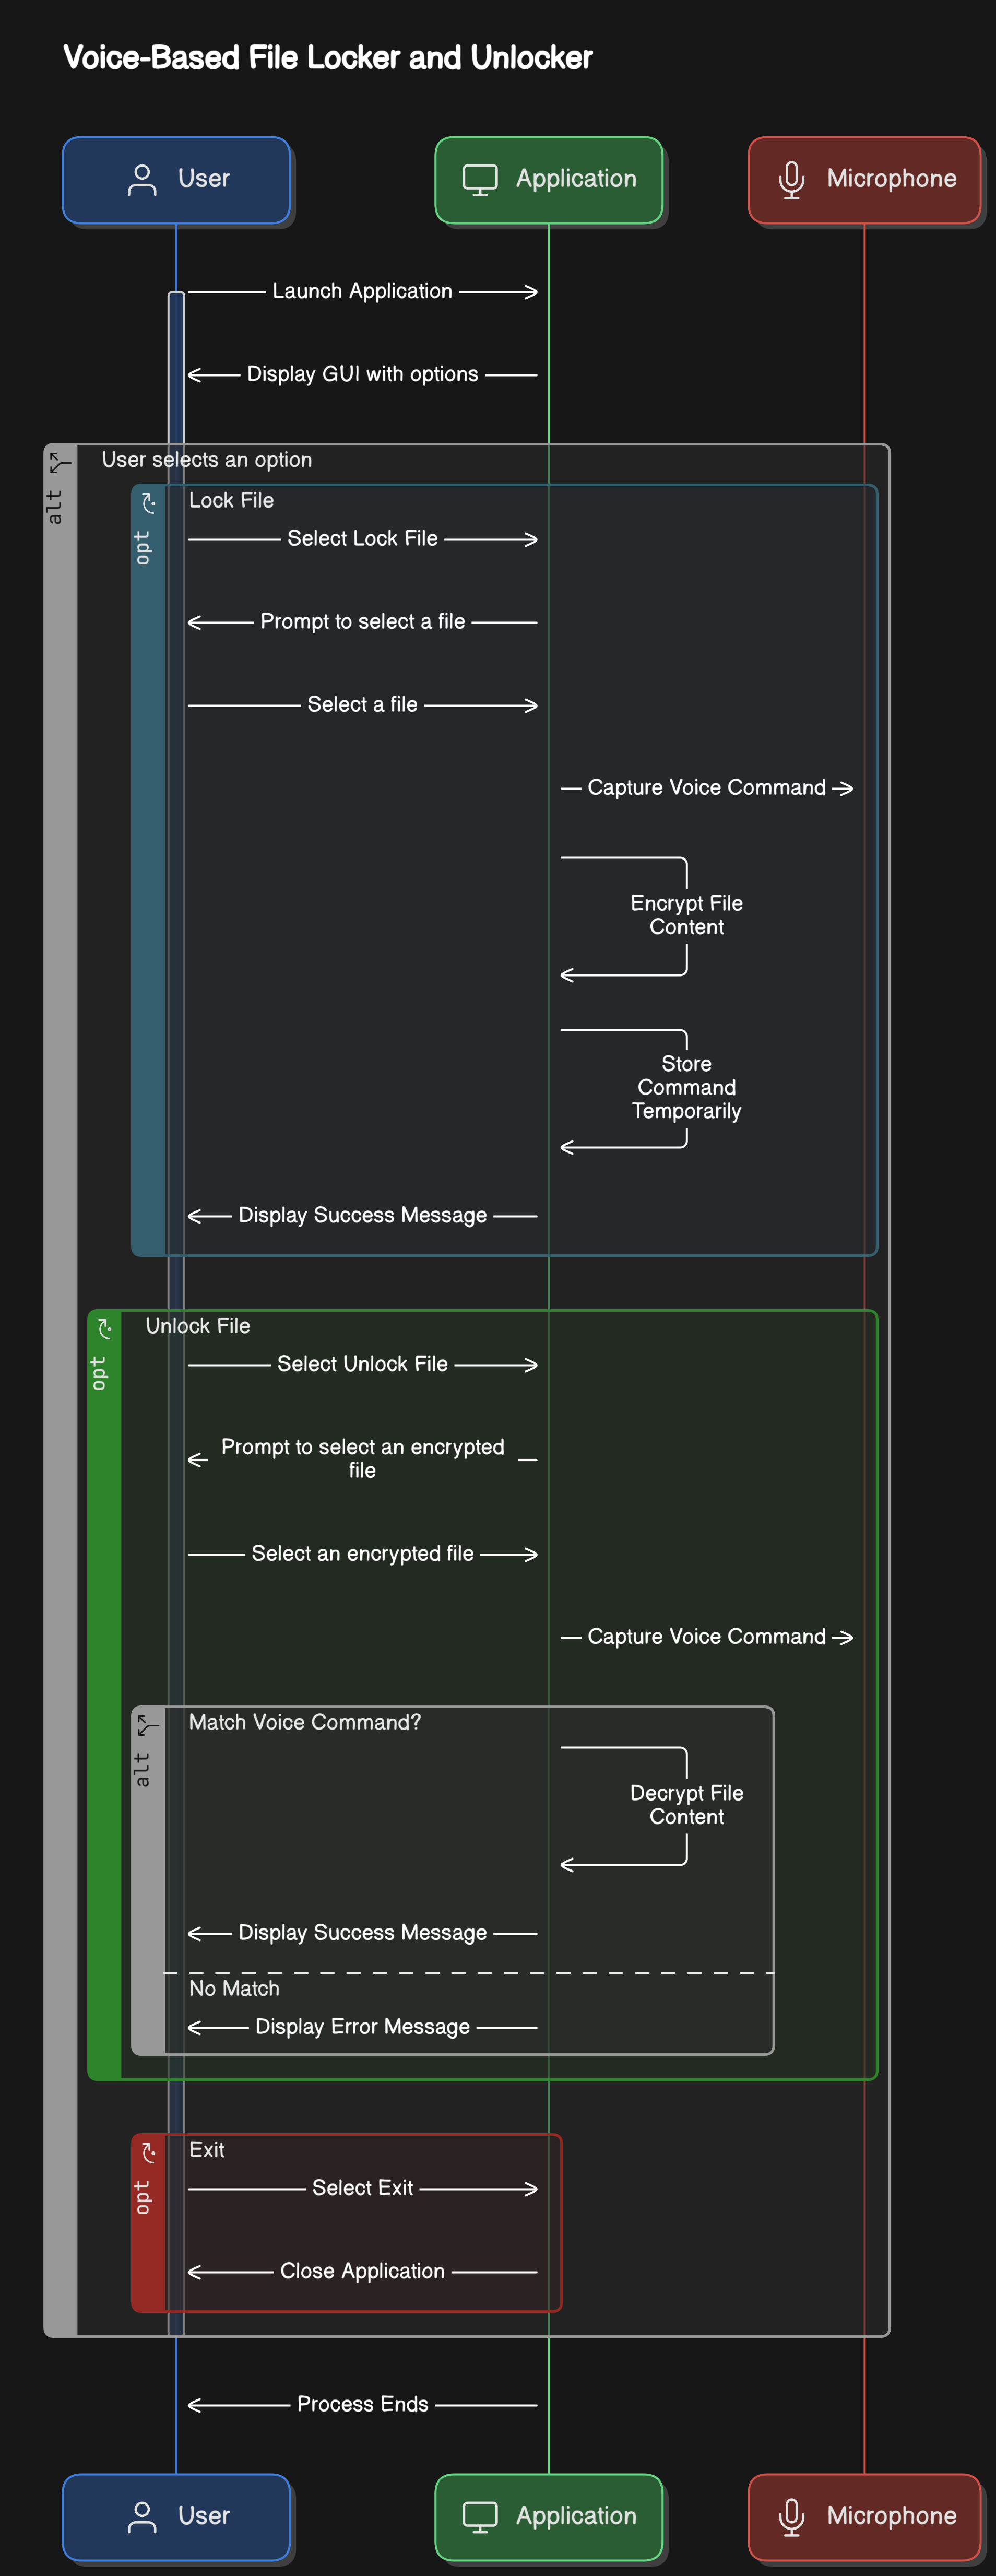 Voice-Based File Locker and Unlocker
User
Application
Microphone
Launch Application
Display GUI with options
alt
User selects an option
opt
Lock File
Select Lock File
Prompt to select a file
Select a file
Capture Voice Command
Encrypt File
Content
Store
Command
Temporarily
Display Success Message
opt
Unlock File
Select Unlock File
Prompt to select an encrypted
file
Select an encrypted file
Capture Voice Command
alt
Match Voice Command?
Decrypt File
Content
Display Success Message
No Match
Display Error Message
opt
Exit
Select Exit
Close Application
Process Ends
User
Application
Microphone